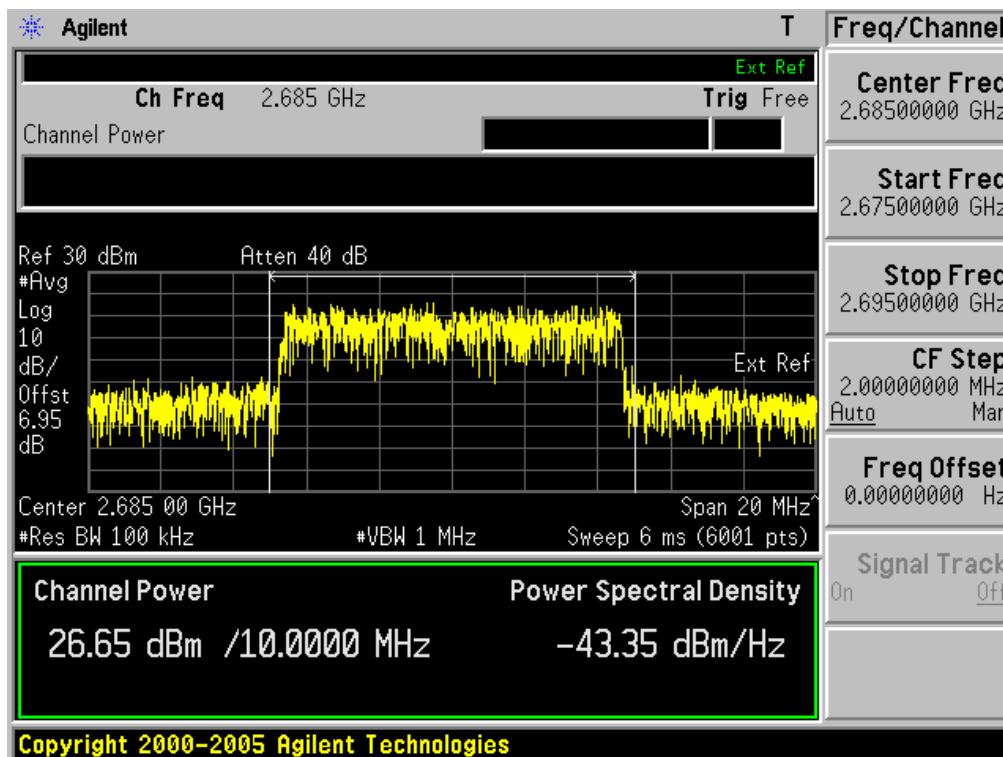 Agilent T
Ext Ref
Ch Freq 2.685 GHz Trig Free
Channel Power
Ref 30 dBm Atten 40 dB
#Avg
Log
10
dB/
Offst
6.95
dB
Ext Ref
Center 2.685 00 GHz Span 20 MHz^
#Res BW 100 kHz #VBW 1 MHz Sweep 6 ms (6001 pts)
Channel Power Power Spectral Density
26.65 dBm /10.0000 MHz -43.35 dBm/Hz
Copyright 2000-2005 Agilent Technologies
Freq/Channel
Center Freq
2.68500000 GHz
Start Freq
2.67500000 GHz
Stop Freq
2.69500000 GHz
CF Step
2.00000000 MHz
Auto Man
Freq Offset
0.00000000 Hz
Signal Track
On Off